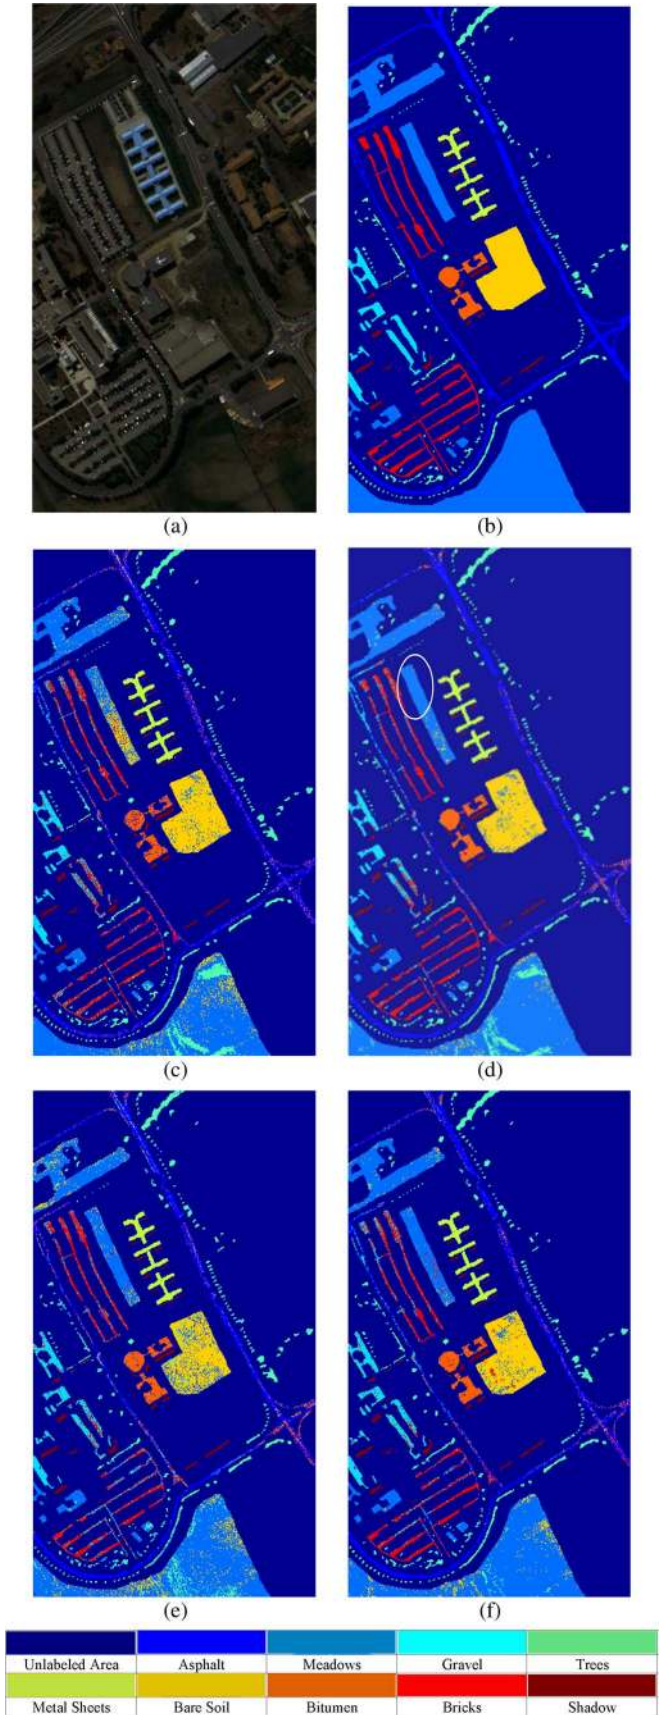 (a) (b)
(c) (d)
(e) (f)
Unlabeled Area Asphalt Meadows Gravel Trees
Metal Sheets Bare Soil Bitumen Bricks Shadow